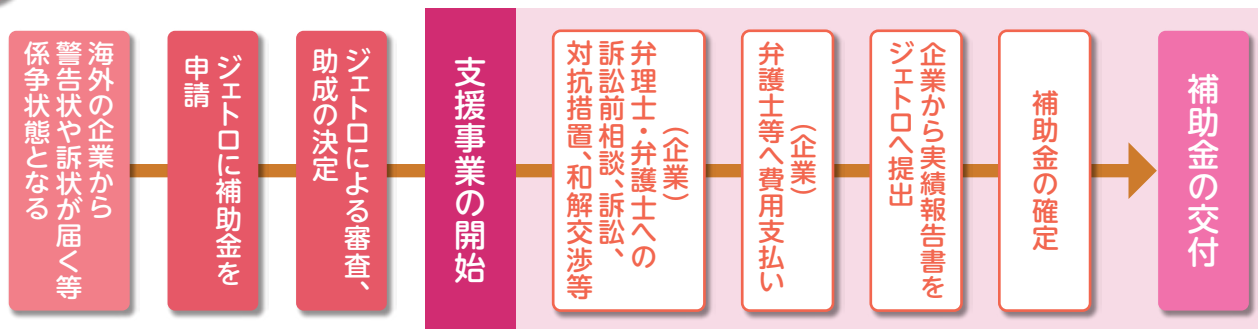 海外の企業から
警告状や訴状が届く等
係争状態となる
ジェトロに補助金を
申請
ジェトロによる審査、
助成の決定
支援事業の開始
（企業）
弁理士・弁護士への
訴訟前相談、訴訟、
対抗措置、和解交渉等
（企業）
弁護士等へ費用支払い
企業から実績報告書を
ジェトロへ提出
補助金の確定
補助金の交付